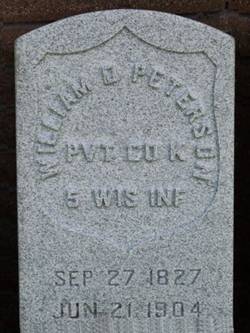 WILLIAM D. PETERSON
PVT. CO K
5 WIS INF
SEP 27 1827
JUN 21 1904